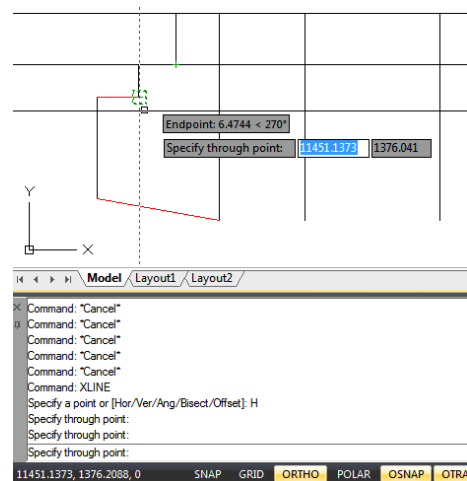 Endpoint: 6.4744 < 270°
Specify through point: 11451.1373 1376.041
Y
X
Model Layout1 Layout2
Command: *Cancel*
Command: *Cancel*
Command: *Cancel*
Command: *Cancel*
Command: *Cancel*
Command: XLINE
Specify a point or [Hor/Ver/Ang/Bisect/Offset]: H
Specify through point:
Specify through point:
Specify through point:
11451.1373, 1376.2088, 0 SNAP GRID ORTHO POLAR OSNAP OTRA